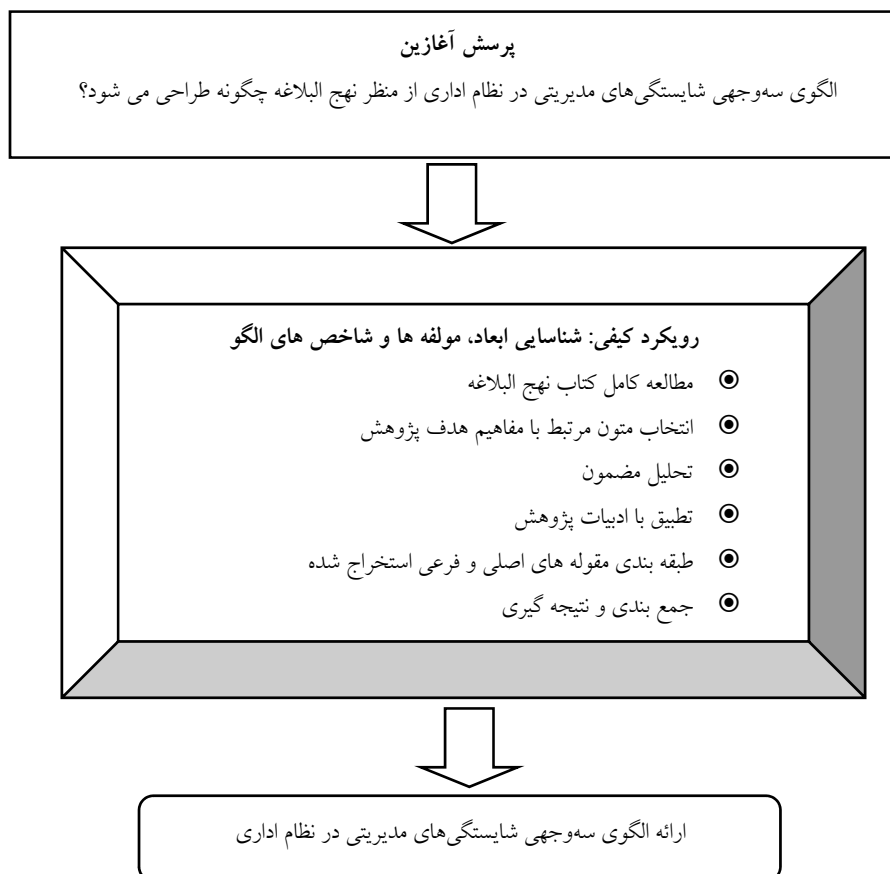 پرسش آغازین
الگوی سه‌وجهی شایستگی‌های مدیریتی در نظام اداری از منظر نهج البلاغه چگونه طراحی می شود؟
رویکرد کیفی: شناسایی ابعاد، مولفه ها و شاخص های الگو
مطالعه کامل کتاب نهج البلاغه
انتخاب متون مرتبط با مفاهیم هدف پژوهش
تحلیل مضمون
تطبیق با ادبیات پژوهش
طبقه بندی مقوله های اصلی و فرعی استخراج شده
جمع بندی و نتیجه گیری
ارائه الگوی سه‌وجهی شایستگی‌های مدیریتی در نظام اداری